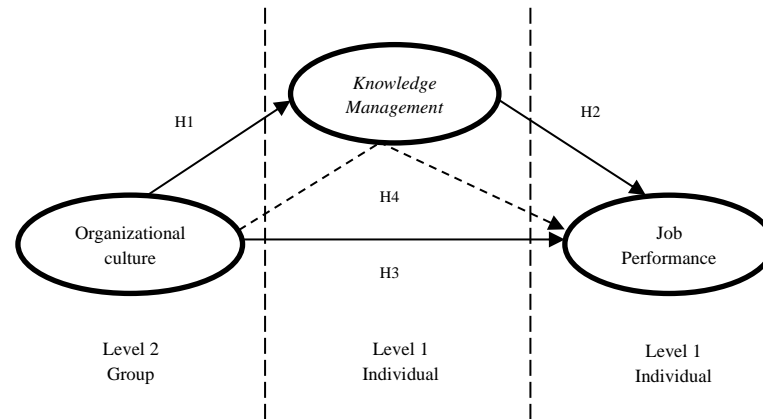 Knowledge
Management
H1
H2
Organizational
culture
H4
Job
Performance
H3
Level 2
Group
Level 1
Individual
Level 1
Individual